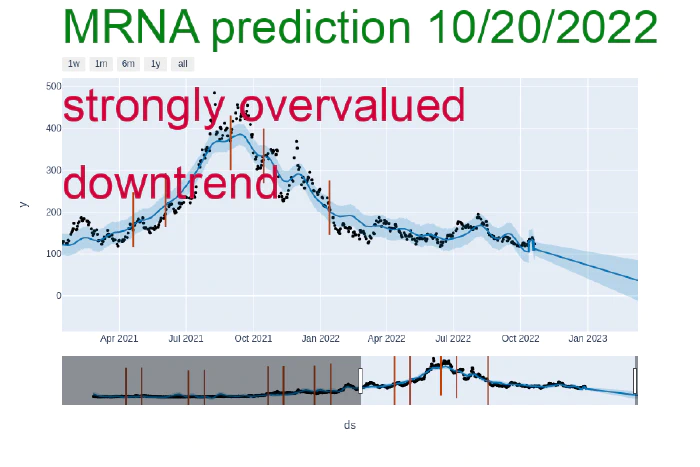 MRNA prediction 10/20/2022
1w 1m 6m 1y all
strongly overvalued
downtrend
500
400
300
200
100
0
y
Apr 2021 Jul 2021 Oct 2021 Jan 2022 Apr 2022 Jul 2022 Oct 2022 Jan 2023
ds